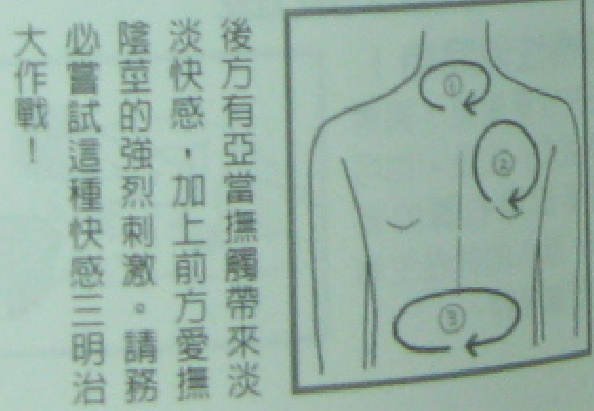 後方有亞當撫觸帶來淡
淡快感，加上前方愛撫
陰莖的強烈刺激。請務
必嘗試這種快感三明治
大作戰！
①
②
③